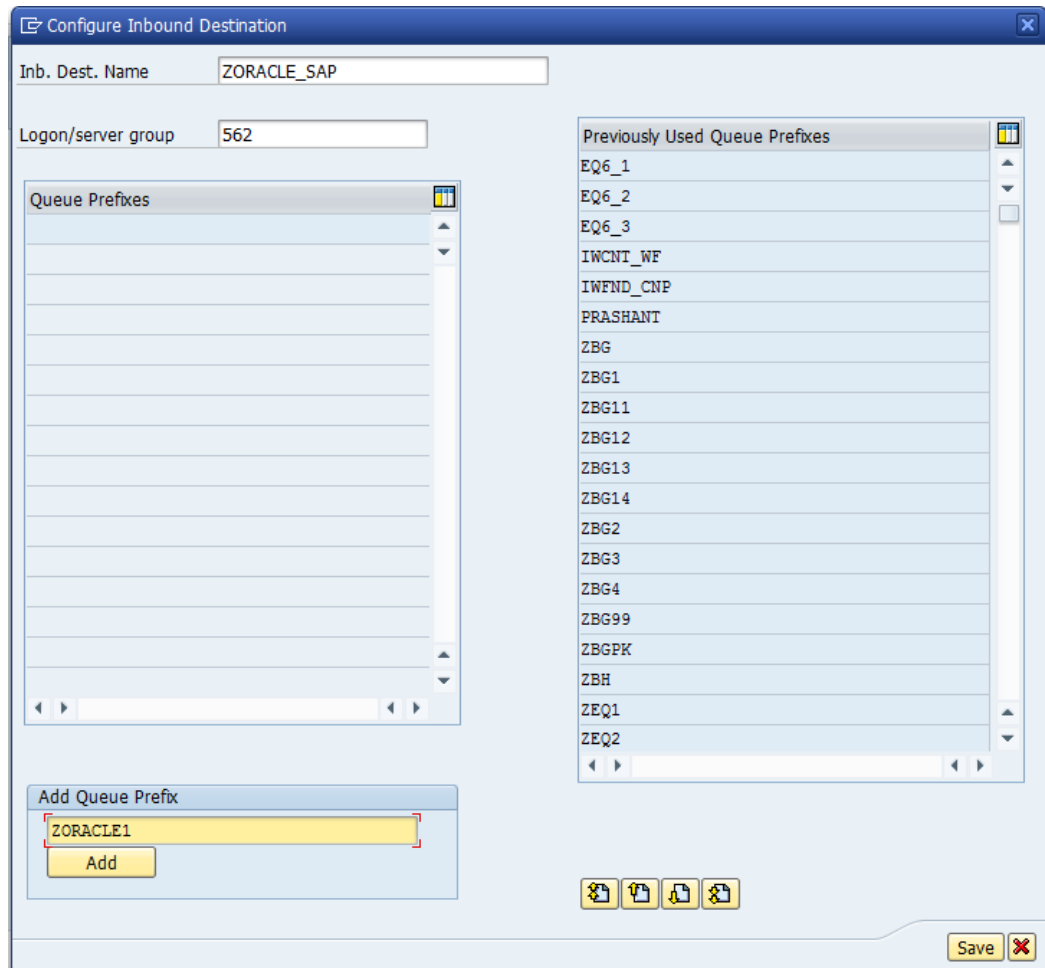 Configure Inbound Destination
Inb. Dest. Name ZORACLE_SAP
Logon/server group 562
Queue Prefixes
Add Queue Prefix
ZORACLE1
Add
Previously Used Queue Prefixes
EQ6_1
EQ6_2
EQ6_3
IWCNT_WF
IWFND_CNP
PRASHANT
ZBG
ZBG1
ZBG11
ZBG12
ZBG13
ZBG14
ZBG2
ZBG3
ZBG4
ZBG99
ZBGPK
ZBH
ZEQ1
ZEQ2
Save